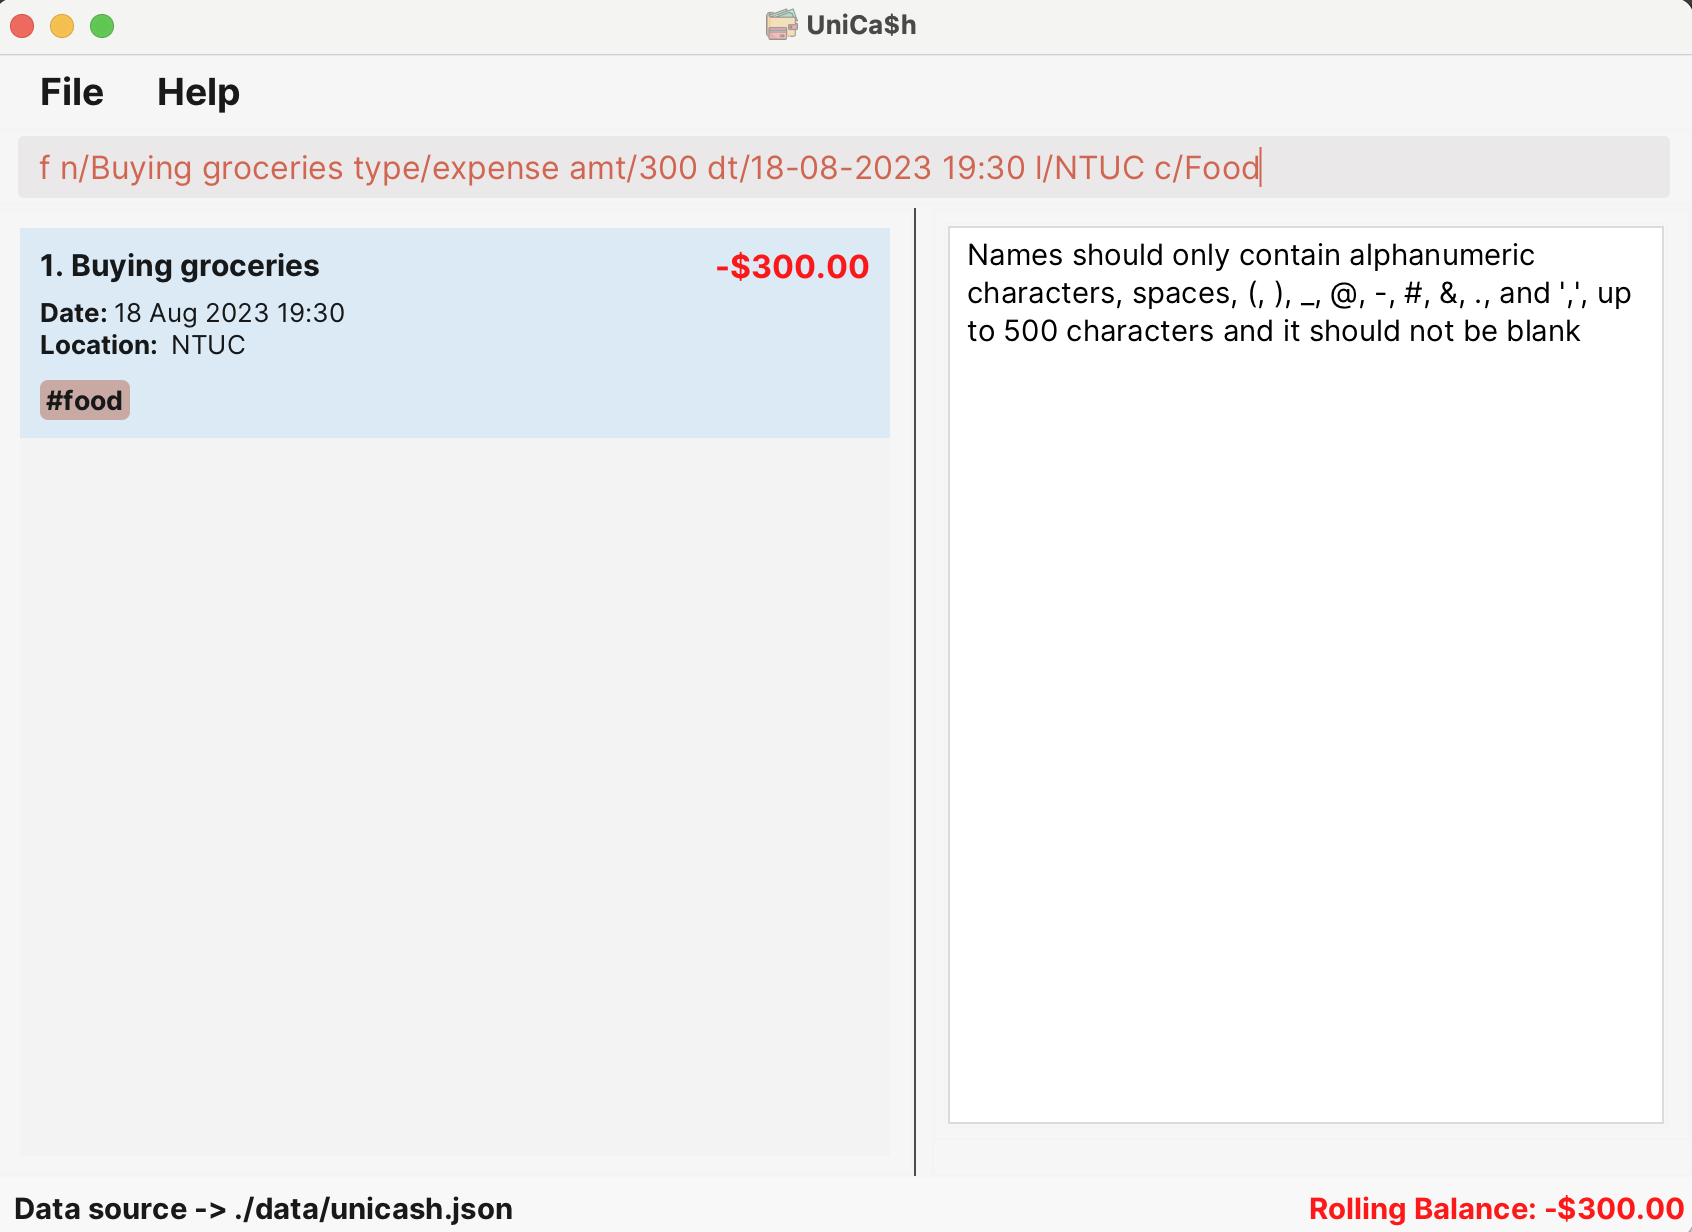 UniCa$h
File Help
f n/Buying groceries type/expense amt/300 dt/18-08-2023 19:30 l/NTUC c/Food
1. Buying groceries -$300.00
Date: 18 Aug 2023 19:30
Location: NTUC
#food
Names should only contain alphanumeric
characters, spaces, (, ), _, @, -, #, &, ., and ',', up
to 500 characters and it should not be blank
Data source -> ./data/unicash.json
Rolling Balance: -$300.00